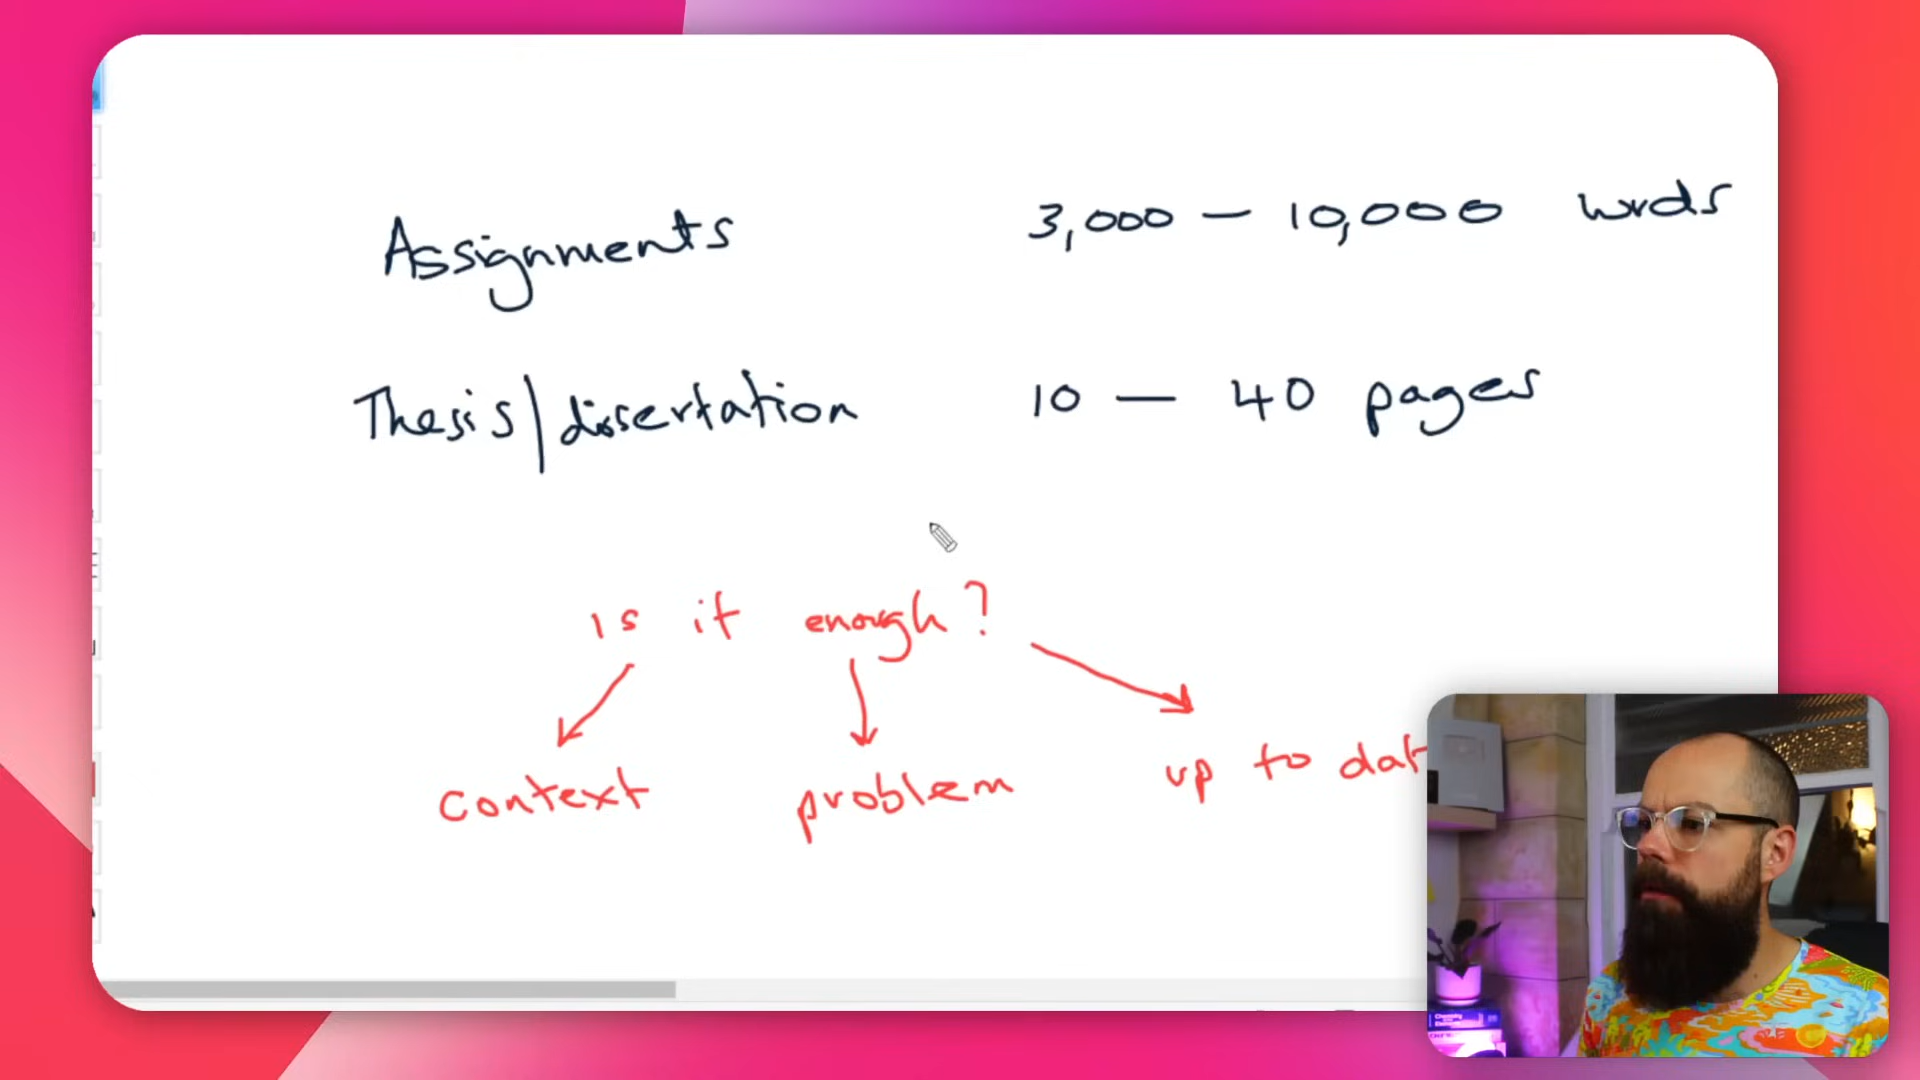 Assignments 3,000 — 10,000 wrds
Thesis/dissertation 10 — 40 pages
is it enough?
context problem up to dat